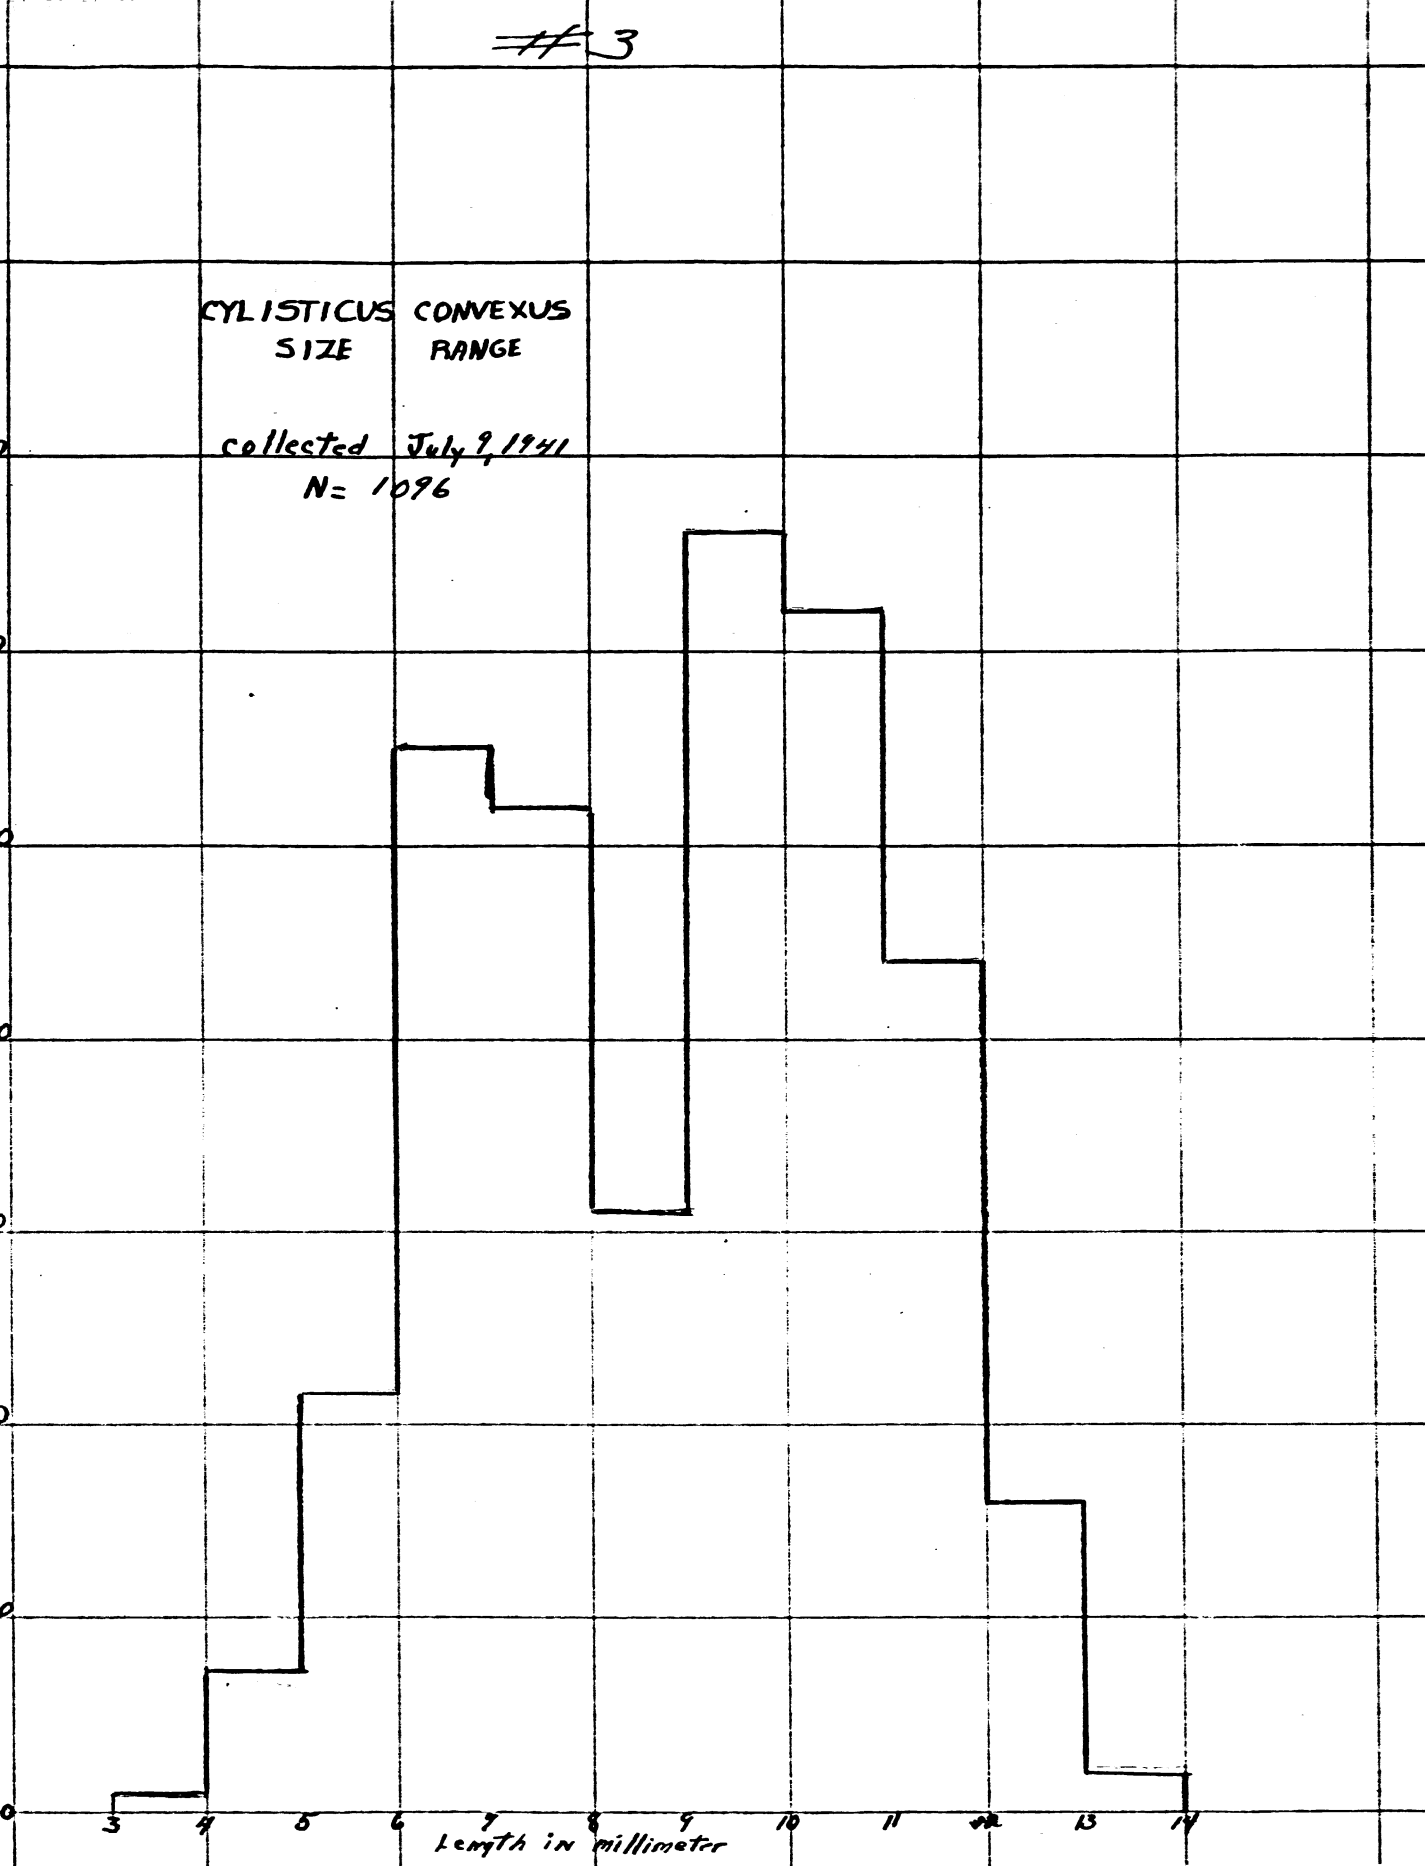 # 3
CYLISTICUS CONVEXUS
SIZE RANGE
collected July 9, 1941
N= 1096
0
3 4 5 6 7 8 9 10 11 12 13 14
Length in millimeter